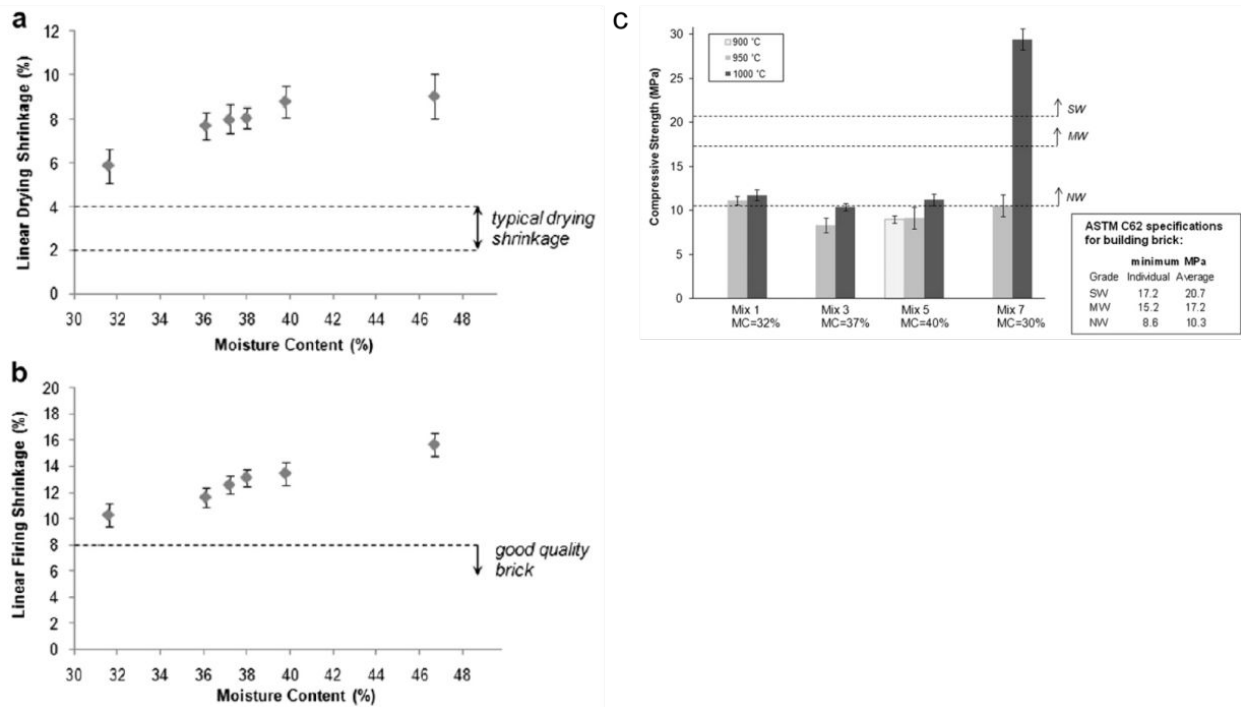 a
Linear Drying Shrinkage (%)
12
10
8
6
4
2
0
typical drying
shrinkage
30 32 34 36 38 40 42 44 46 48
Moisture Content (%)
b
Linear Firing Shrinkage (%)
20
18
16
14
12
10
8
6
4
2
0
good quality
brick
30 32 34 36 38 40 42 44 46 48
Moisture Content (%)
c
Compressive Strength (MPa)
30
25
20
15
10
5
0
900 ˚C
950 ˚C
1000 ˚C
SW
MW
NW
Mix 1 Mix 3 Mix 5 Mix 7
MC=32% MC=37% MC=40% MC=30%
ASTM C62 specifications
for building brick:
minimum MPa
Grade Individual Average
SW 17.2 20.7
MW 15.2 17.2
NW 8.6 10.3